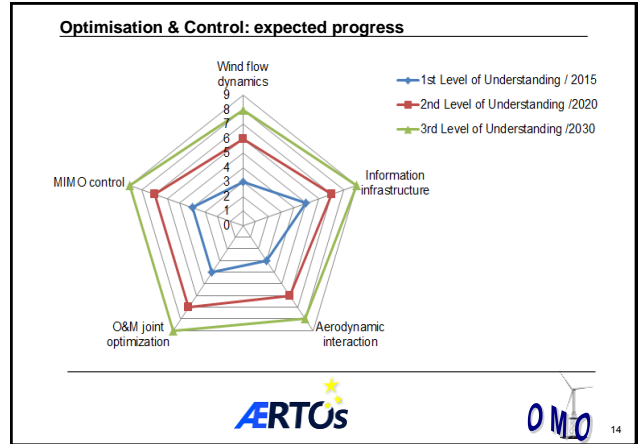 Optimisation & Control: expected progress
Wind flow
dynamics
9
8
7
6
5
4
3
2
1
0
1st Level of Understanding / 2015
2nd Level of Understanding /2020
3rd Level of Understanding /2030
Information
infrastructure
MIMO control
O&M joint
optimization
Aerodynamic
interaction
ÆRTOs
OMO
14